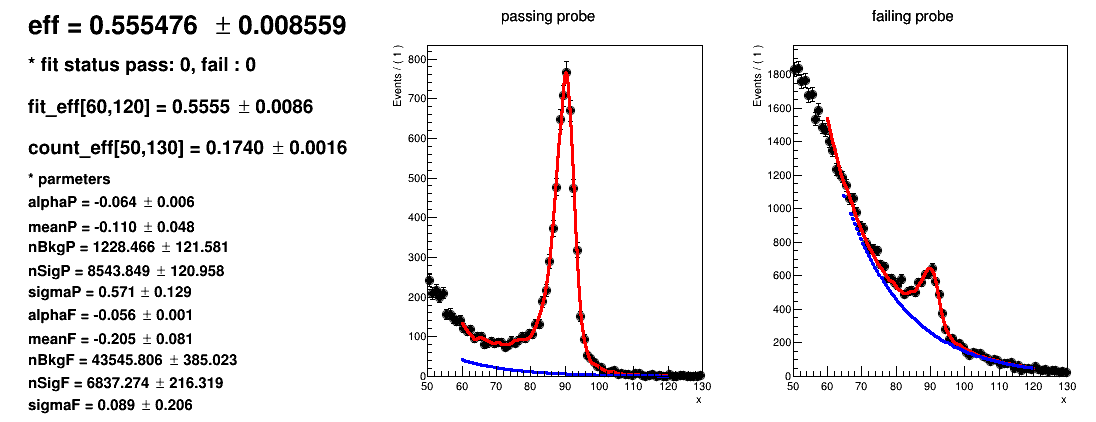 eff = 0.555476 ± 0.008559
* fit status pass: 0, fail : 0
fit_eff[60,120] = 0.5555 ± 0.0086
count_eff[50,130] = 0.1740 ± 0.0016
* parmeters
alphaP = -0.064 ± 0.006
meanP = -0.110 ± 0.048
nBkgP = 1228.466 ± 121.581
nSigP = 8543.849 ± 120.958
sigmaP = 0.571 ± 0.129
alphaF = -0.056 ± 0.001
meanF = -0.205 ± 0.081
nBkgF = 43545.806 ± 385.023
nSigF = 6837.274 ± 216.319
sigmaF = 0.089 ± 0.206
passing probe
Events / ( 1 )
800
700
600
500
400
300
200
100
0
50 60 70 80 90 100 110 120 130
x
failing probe
Events / ( 1 )
1800
1600
1400
1200
1000
800
600
400
200
0
50 60 70 80 90 100 110 120 130
x